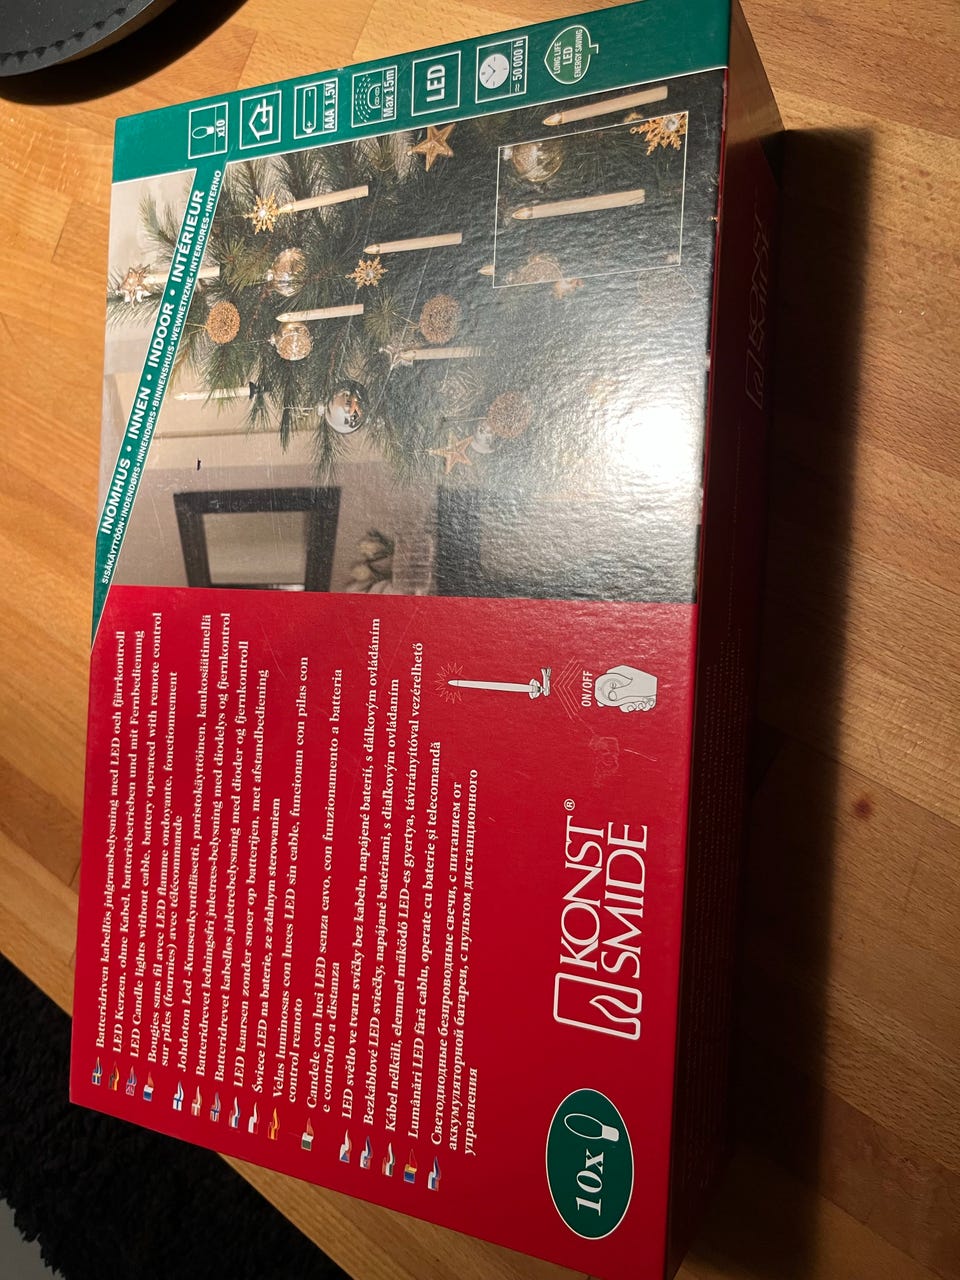 x10
AAA 1,5V
Max 15m
LED
≈ 50 000 h
LONG LIFE
LED
ENERGY SAVING
INOMHUS • INNEN • INDOOR • INTÉRIEUR
SISÄKÄYTTÖÖN•INDENDØRS•INNENDØRS•BINNENSHUIS•WEWNETRZNE•INTERIORES•INTERNO
Batteridriven kabellös julgransbelysning med LED och fjärrkontroll
LED Kerzen, ohne Kabel, batteriebetrieben und mit Fernbedienung
LED Candle lights without cable, battery operated with remote control
Bougies sans fil avec LED flamme ondoyante, fonctionnement
sur piles (fournies) avec télécommande
Johdoton Led-Kuusenkynttilisetti, paristokäyttöinen, kaukosäätimellä
Batteridrevet ledningsfri juletræs-belysning med diodelys og fjernkontrol
Batteridrevet kabelløs juletrebelysning med dioder og fjernkontroll
LED kaarsen zonder snoer op batterijen, met afstandbediening
Świece LED na baterie, ze zdalnym sterowaniem
Velas luminosas con luces LED sin cable, funcionan con pilas con
control remoto
Candele con luci LED senza cavo, con funzionamento a batteria
e controllo a distanza
LED světlo ve tvaru svíčky bez kabelu, napájené baterií, s dálkovým ovládáním
Bezkáblové LED sviečky, napájané batériami, s diaľkovým ovládaním
Kábel nélküli, elemmel működő LED-es gyertya, távirányítóval vezérelhető
Lumânări LED fără cablu, operate cu baterie şi telecomandă
Светодиодные безпроводные свечи, с питанием от
аккумуляторной батареи, с пультом дистанционного
управления
ON/OFF
KONST
SMIDE®
10x